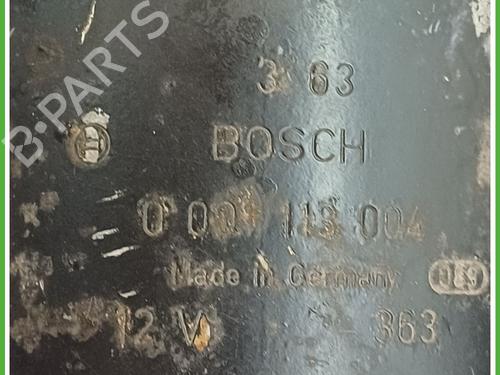 B-PARTS
3 63
BOSCH
0 001 113 004
Made in Germany
12 V 363